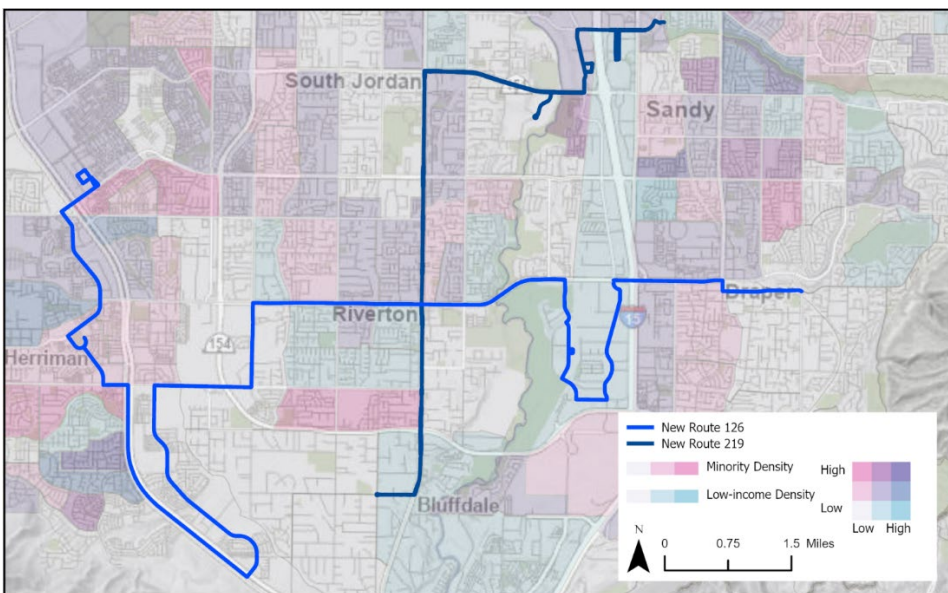 South Jordan
Sandy
Draper
Riverton
15
154
Herriman
Bluffdale
New Route 126
New Route 219
Minority Density
Low-income Density
High
Low
Low High
N
0 0.75 1.5 Miles